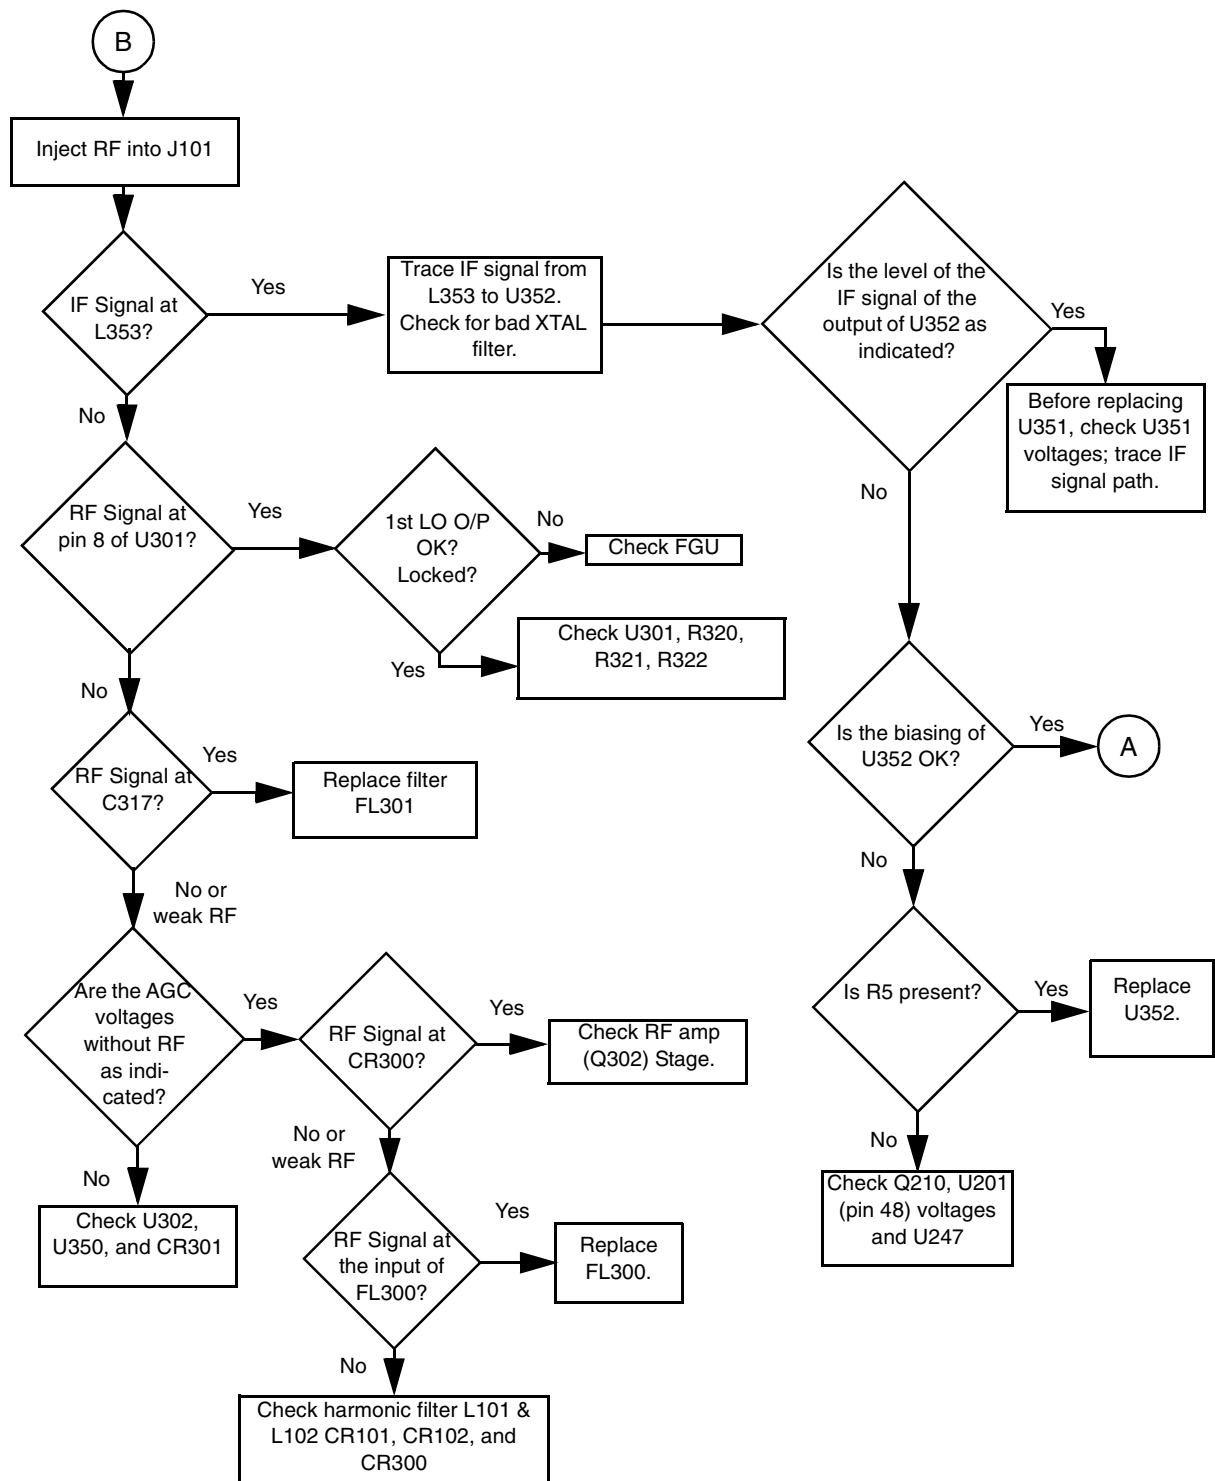 B
Inject RF into J101
IF Signal at
L353?
Yes
Trace IF signal from
L353 to U352.
Check for bad XTAL
filter.
Is the level of the
IF signal of the
output of U352 as
indicated?
Yes
Before replacing
U351, check U351
voltages; trace IF
signal path.
No
No
RF Signal at
pin 8 of U301?
Yes
1st LO O/P
OK?
Locked?
No
Check FGU
Yes
Check U301, R320,
R321, R322
No
RF Signal at
C317?
Yes
Replace filter
FL301
Is the biasing of
U352 OK?
Yes
A
No
No or
weak RF
Are the AGC
voltages
without RF
as indi-
cated?
Yes
RF Signal at
CR300?
Yes
Check RF amp
(Q302) Stage.
Is R5 present?
Yes
Replace
U352.
No
Check Q210, U201
(pin 48) voltages
and U247
No
Check U302,
U350, and CR301
No or
weak RF
RF Signal at
the input of
FL300?
Yes
Replace
FL300.
No
Check harmonic filter L101 &
L102 CR101, CR102, and
CR300